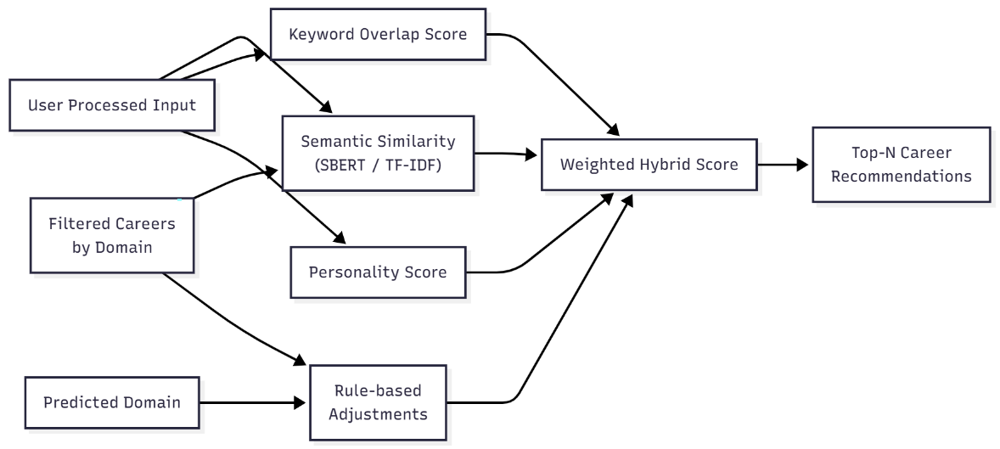 Keyword Overlap Score
User Processed Input
Semantic Similarity
(SBERT / TF-IDF)
Weighted Hybrid Score
Top-N Career
Recommendations
Filtered Careers
by Domain
Personality Score
Predicted Domain
Rule-based
Adjustments